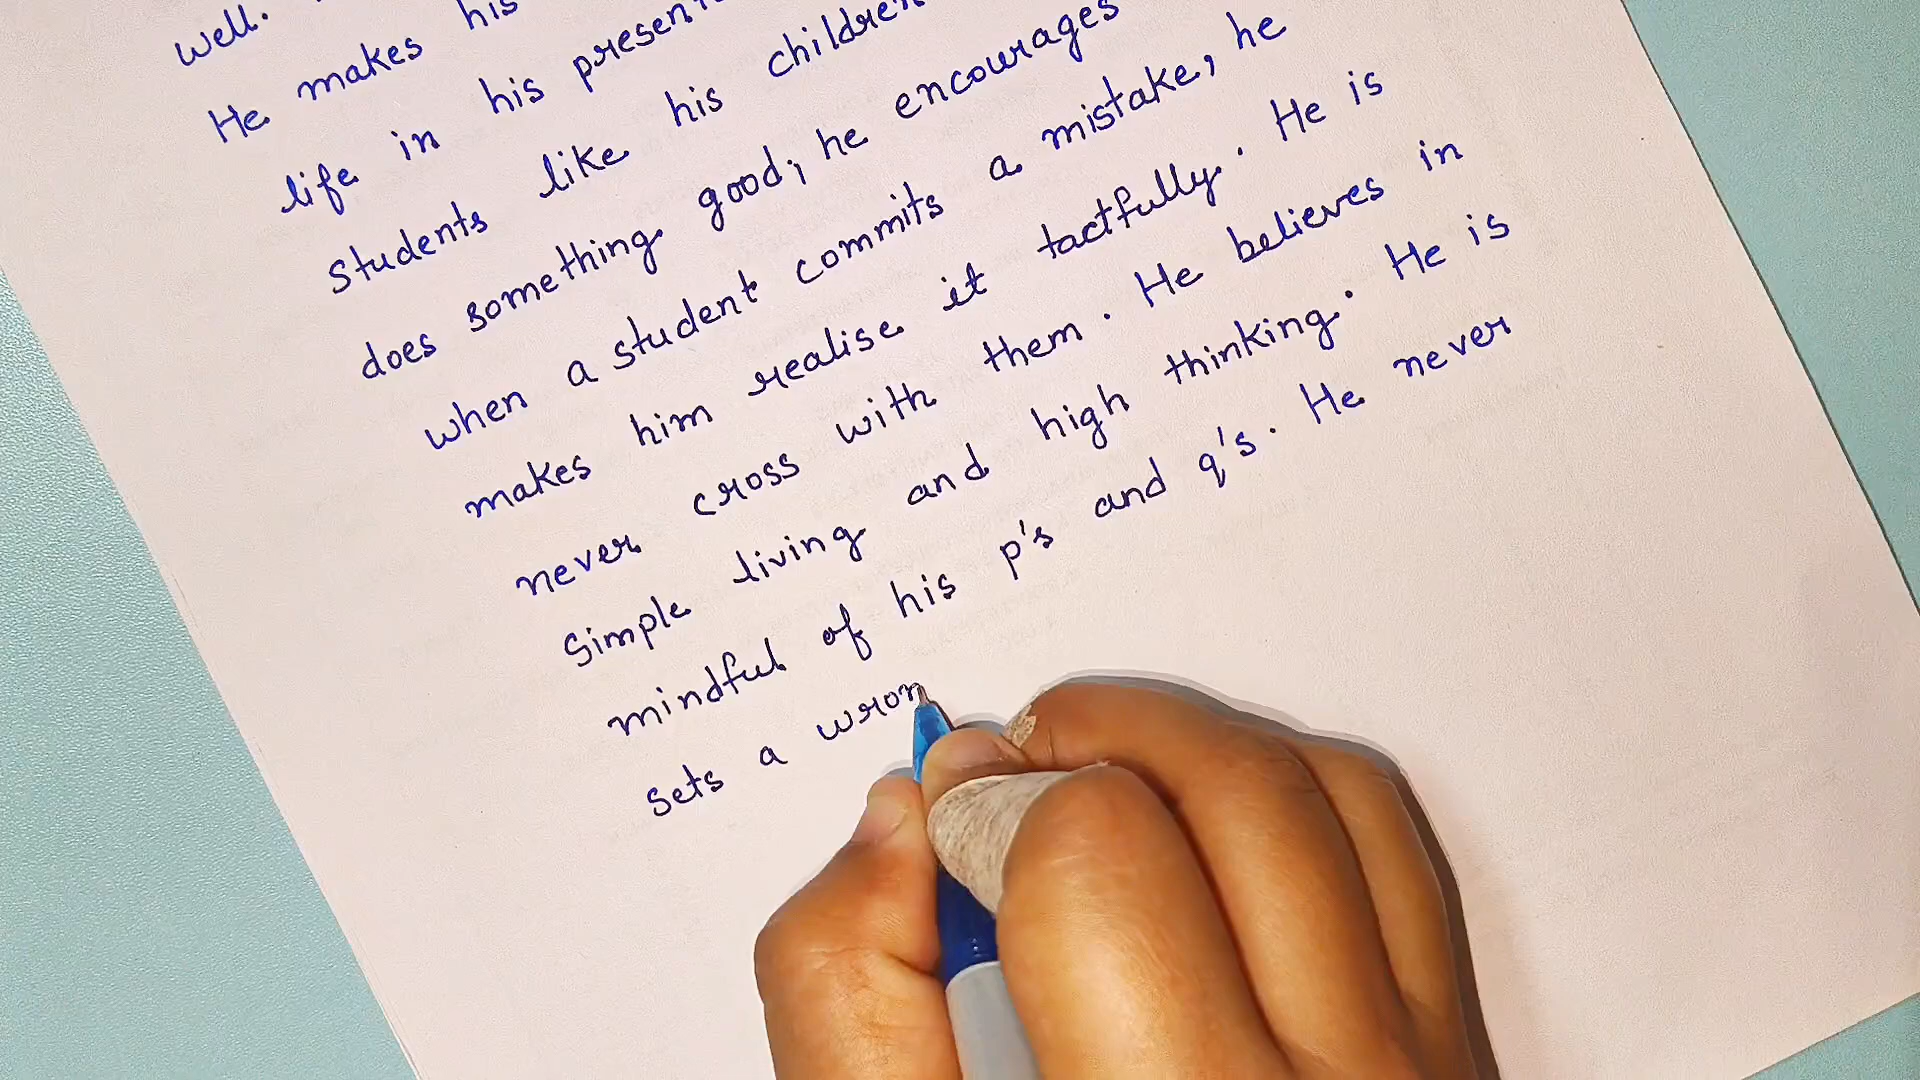 well.
He makes his
life in his
students like his children
does something good; he encourages
when a student commits a mistake, he
makes him realise it tactfully. He is
never cross with them. He believes in
simple living and high thinking. He is
mindful of his p's and q's. He never
sets a wron